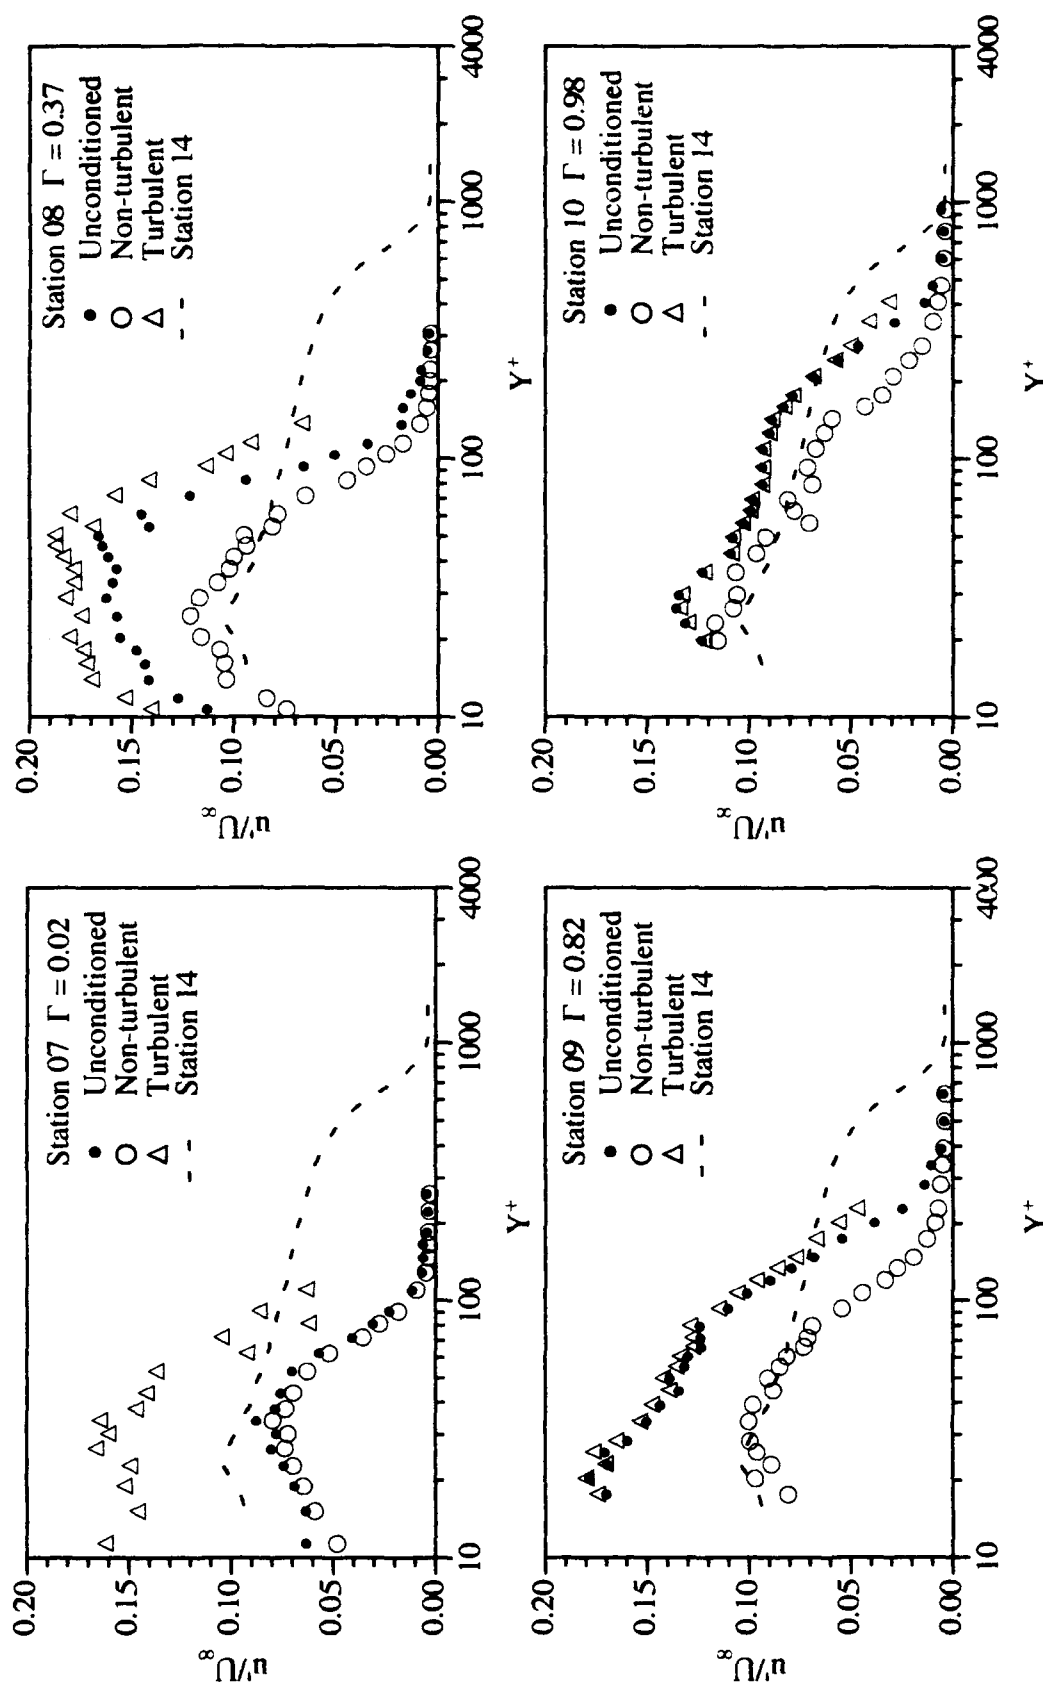 Station 07 Γ = 0.02
Unconditioned
Non-turbulent
Turbulent
Station 14
0.20
0.15
0.10
0.05
0.00
u'/U∞
10
100
1000
4000
Y+
Station 08 Γ = 0.37
Unconditioned
Non-turbulent
Turbulent
Station 14
0.20
0.15
0.10
0.05
0.00
u'/U∞
10
100
1000
4000
Y+
Station 09 Γ = 0.82
Unconditioned
Non-turbulent
Turbulent
Station 14
0.20
0.15
0.10
0.05
0.00
u'/U∞
10
100
1000
4000
Y+
Station 10 Γ = 0.98
Unconditioned
Non-turbulent
Turbulent
Station 14
0.20
0.15
0.10
0.05
0.00
u'/U∞
10
100
1000
4000
Y+